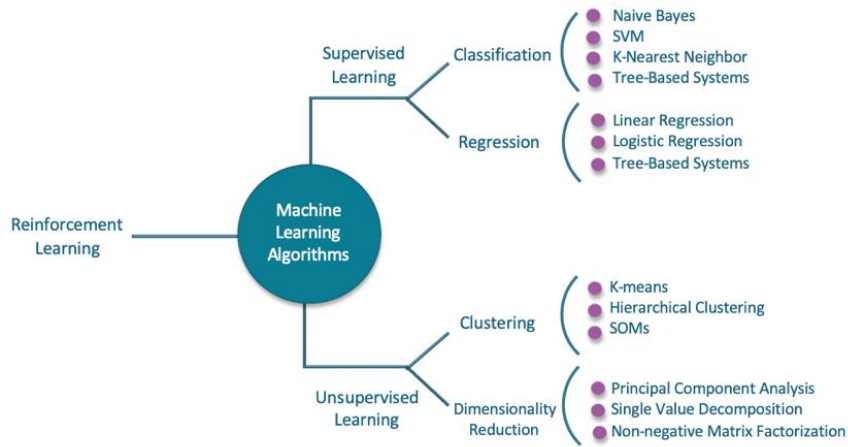 Naive Bayes
SVM
K-Nearest Neighbor
Tree-Based Systems
Supervised
Learning
Classification
Regression
Linear Regression
Logistic Regression
Tree-Based Systems
Machine
Learning
Algorithms
Reinforcement
Learning
K-means
Hierarchical Clustering
SOMs
Clustering
Unsupervised
Learning
Dimensionality
Reduction
Principal Component Analysis
Single Value Decomposition
Non-negative Matrix Factorization